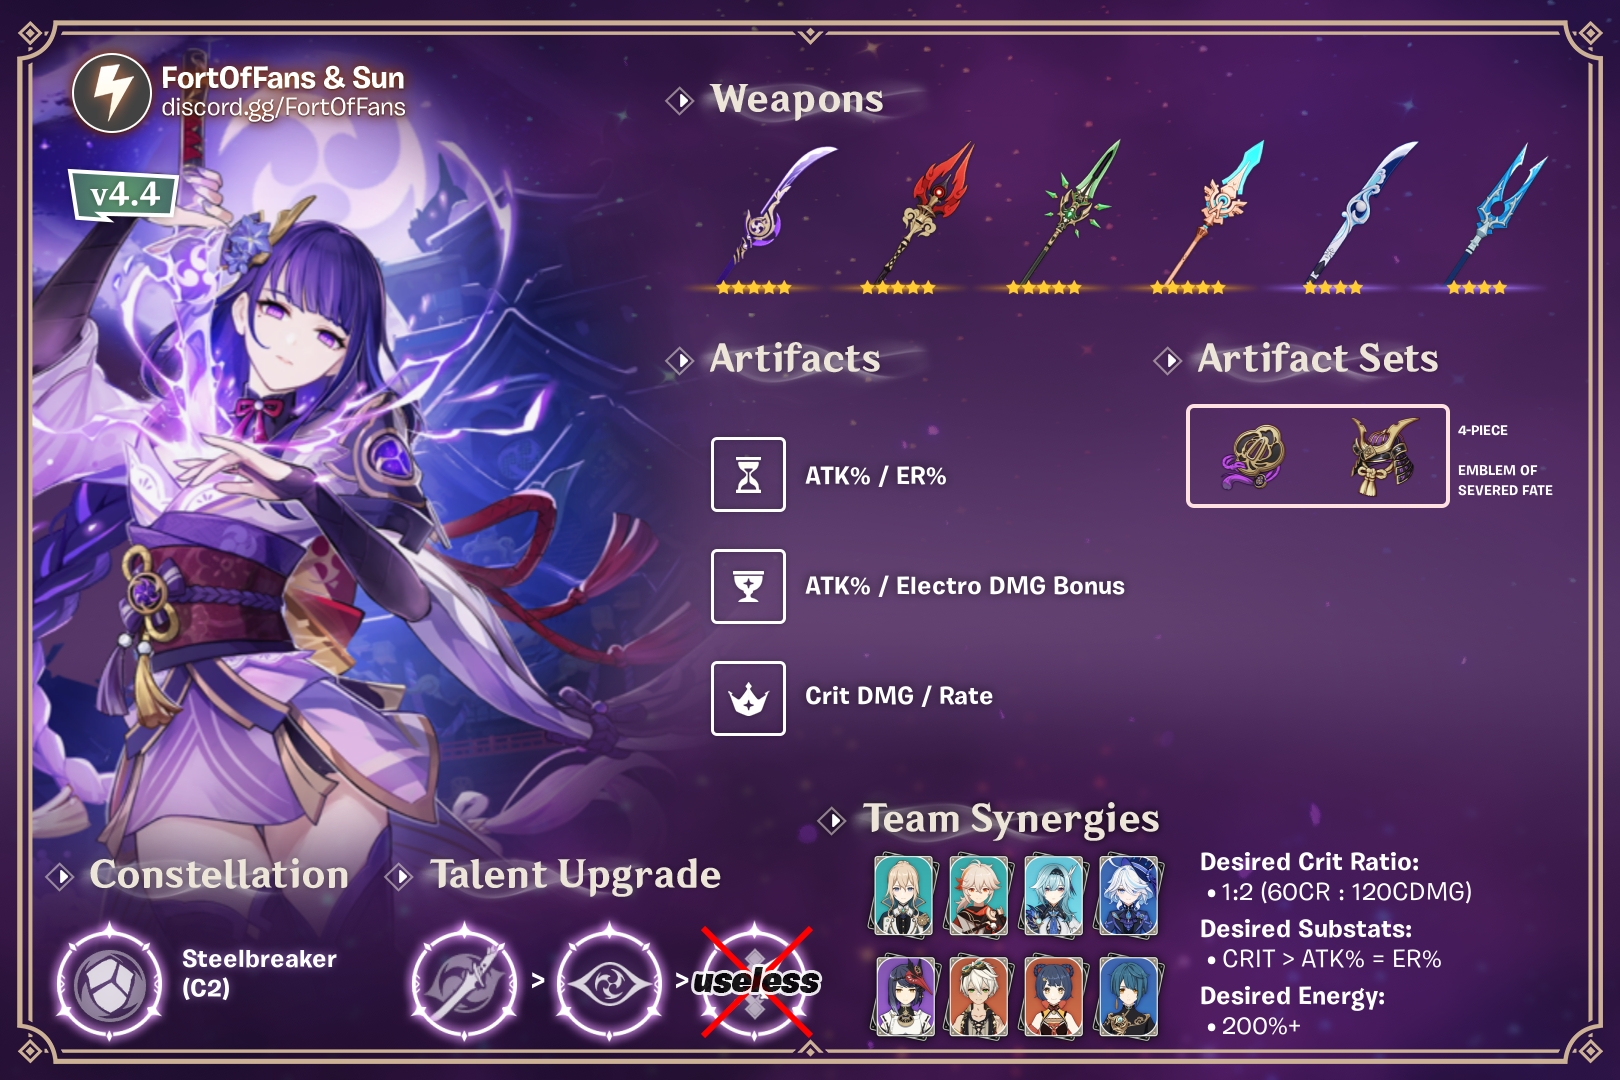 FortOfFans & Sun
discord.gg/FortOfFans
v4.4
Weapons
Artifacts
ATK% / ER%
ATK% / Electro DMG Bonus
Crit DMG / Rate
Artifact Sets
4-PIECE
EMBLEM OF
SEVERED FATE
Constellation
Steelbreaker
(C2)
Talent Upgrade
> > useless
Team Synergies
Desired Crit Ratio:
• 1:2 (60CR : 120CDMG)
Desired Substats:
• CRIT > ATK% = ER%
Desired Energy:
• 200%+